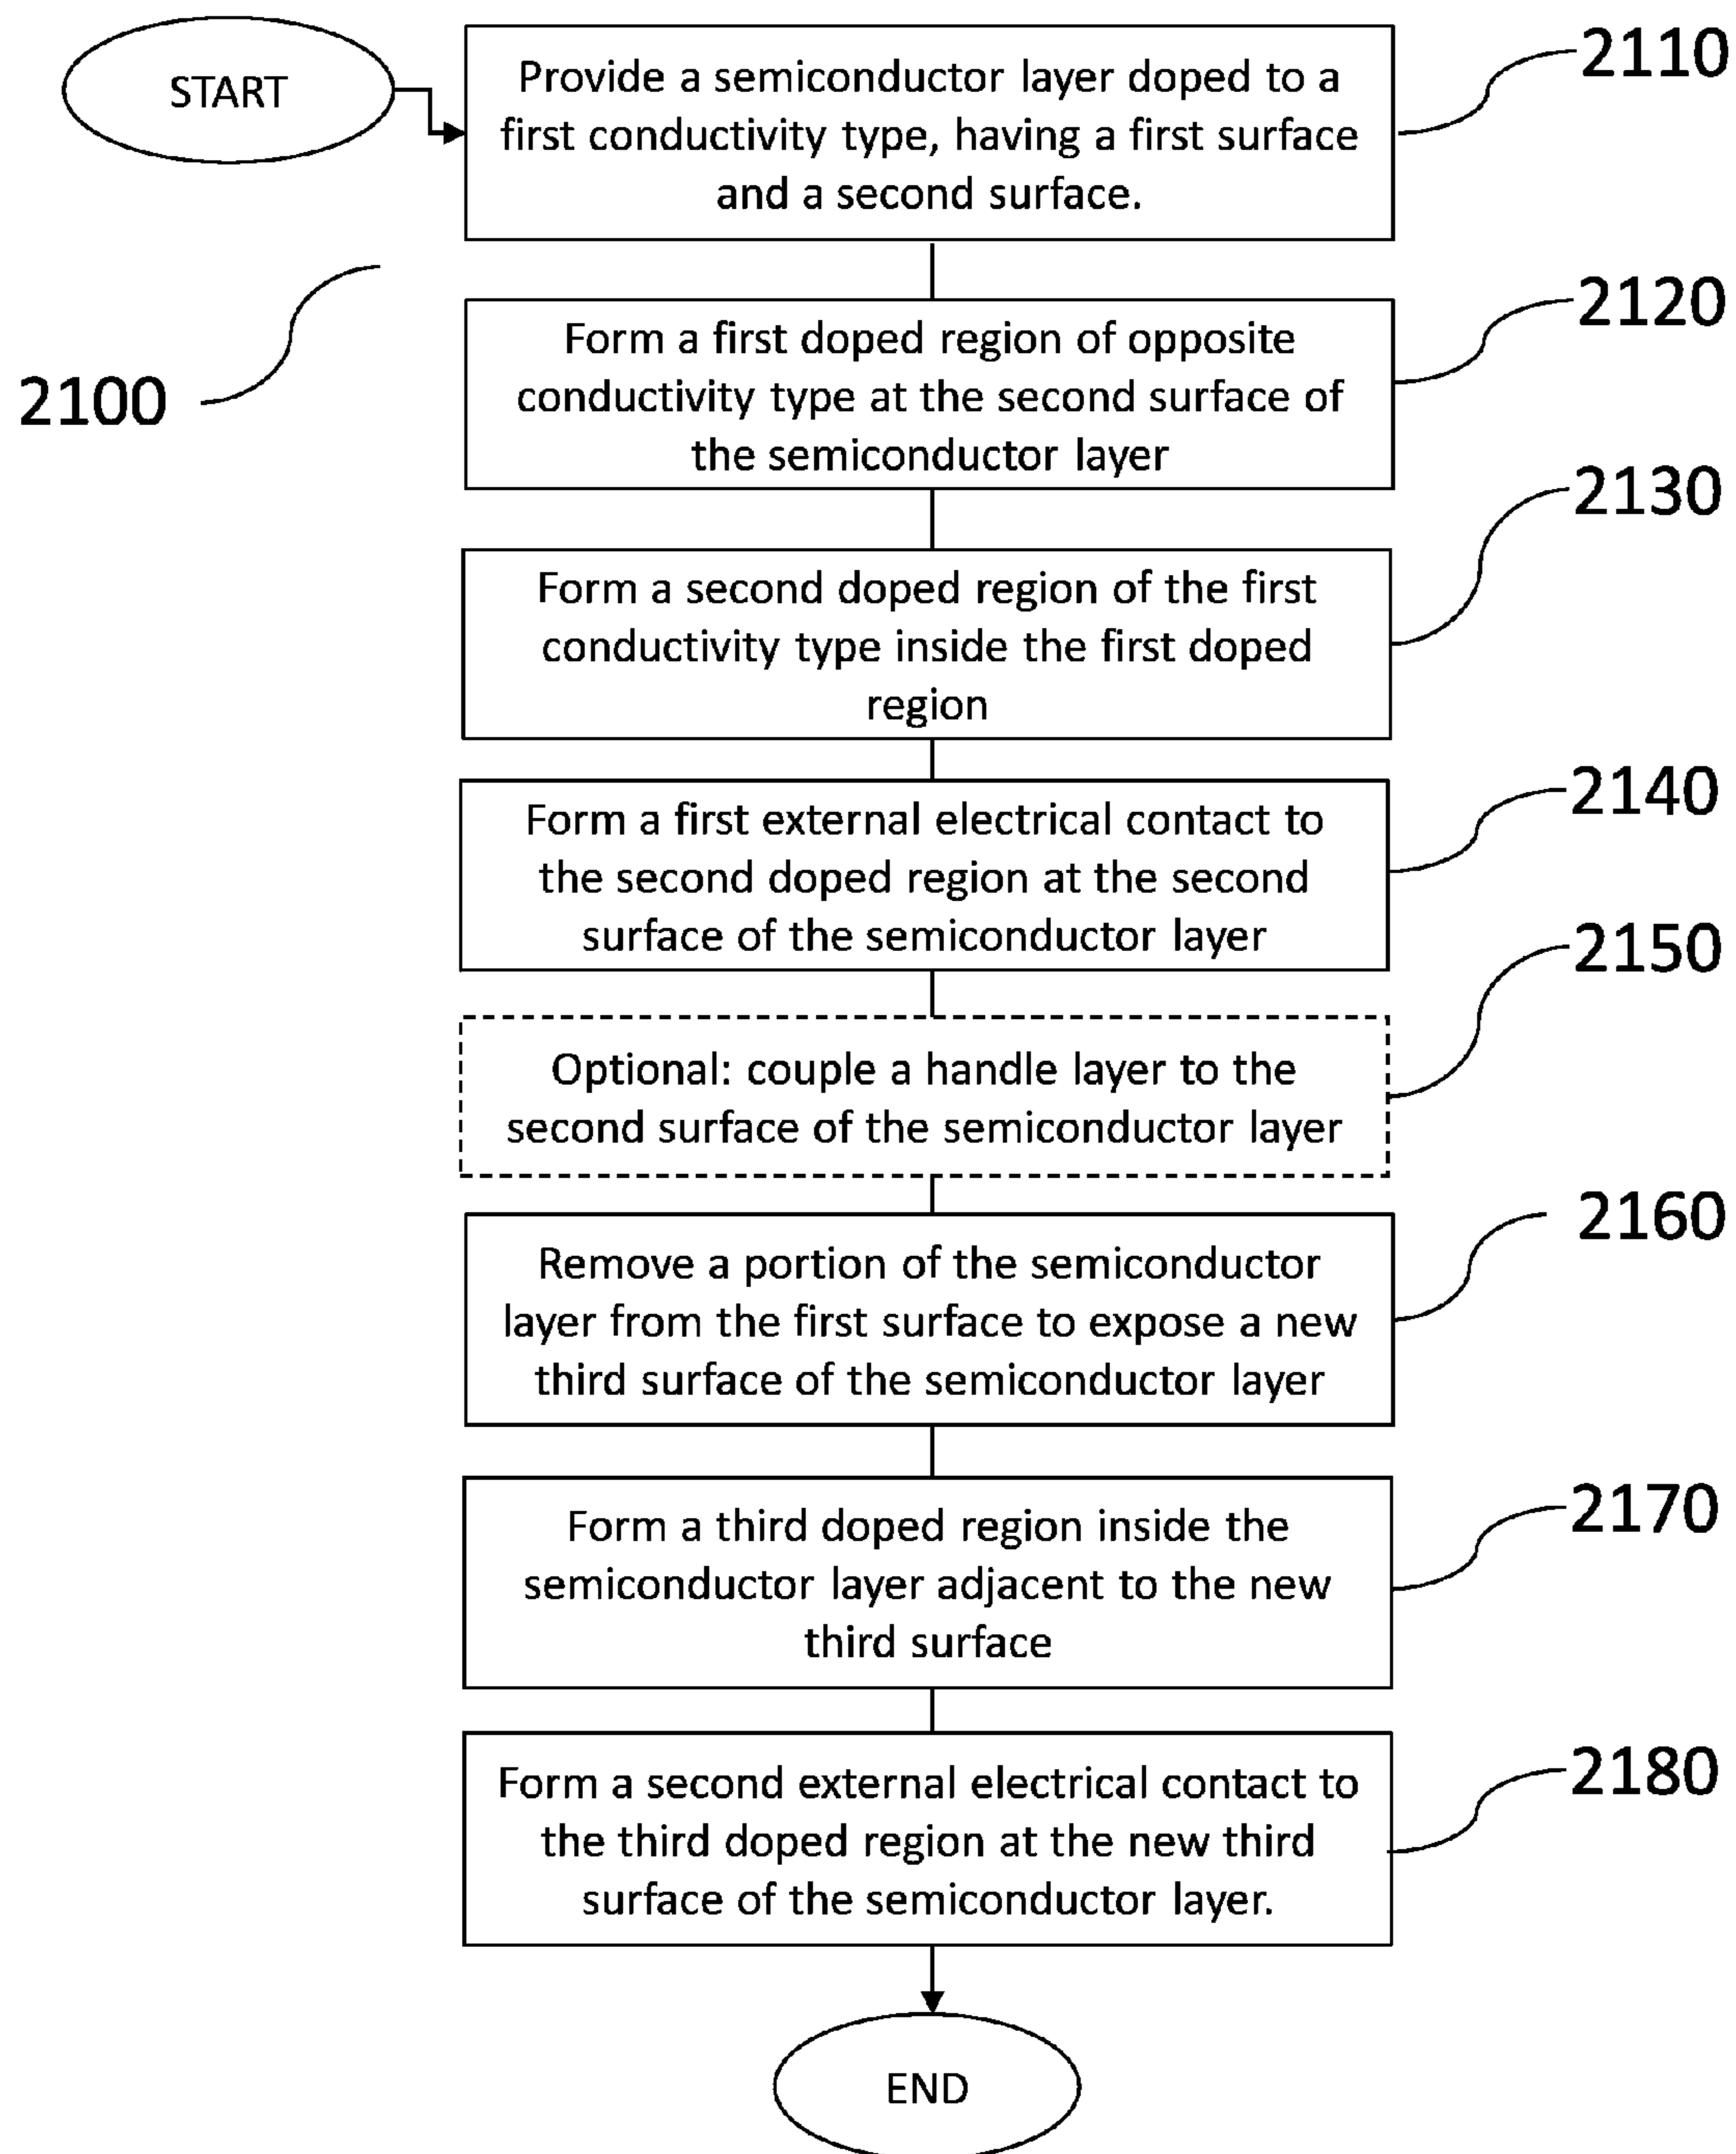 START
Provide a semiconductor layer doped to a
first conductivity type, having a first surface
and a second surface.
2110
2100
Form a first doped region of opposite
conductivity type at the second surface of
the semiconductor layer
2120
Form a second doped region of the first
conductivity type inside the first doped
region
2130
Form a first external electrical contact to
the second doped region at the second
surface of the semiconductor layer
2140
Optional: couple a handle layer to the
second surface of the semiconductor layer
2150
Remove a portion of the semiconductor
layer from the first surface to expose a new
third surface of the semiconductor layer
2160
Form a third doped region inside the
semiconductor layer adjacent to the new
third surface
2170
Form a second external electrical contact to
the third doped region at the new third
surface of the semiconductor layer.
2180
END